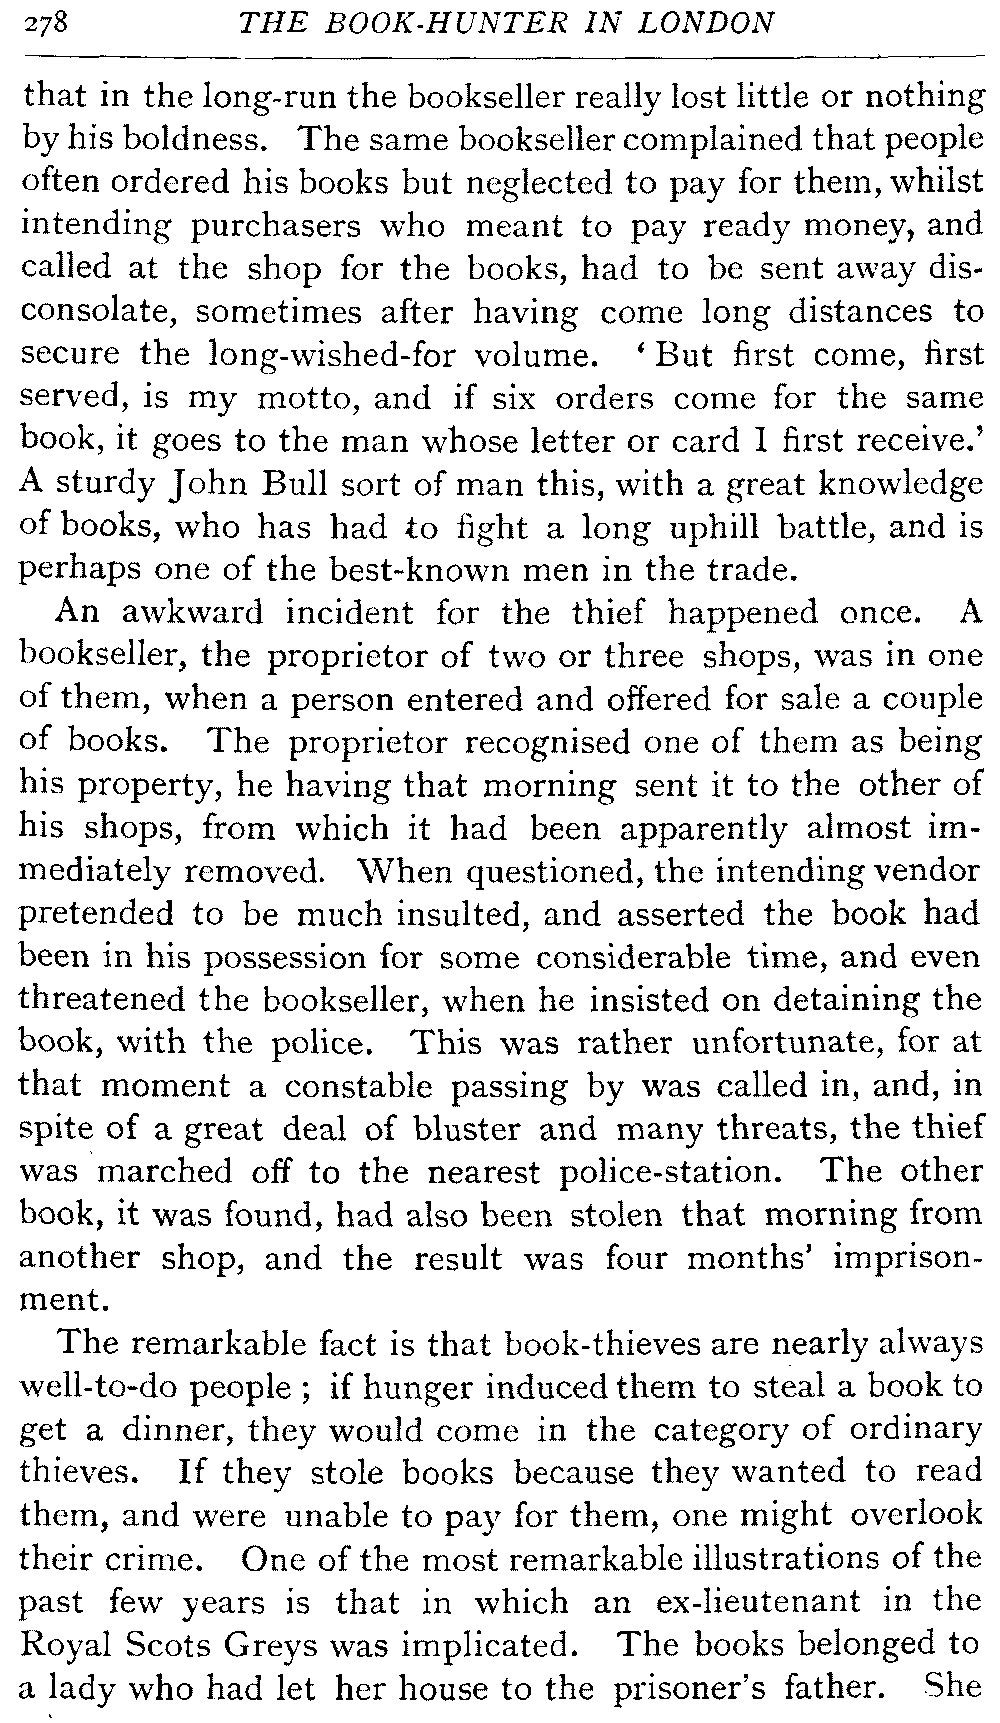 278 THE BOOK-HUNTER IN LONDON
that in the long-run the bookseller really lost little or nothing
by his boldness. The same bookseller complained that people
often ordered his books but neglected to pay for them, whilst
intending purchasers who meant to pay ready money, and
called at the shop for the books, had to be sent away dis-
consolate, sometimes after having come long distances to
secure the long-wished-for volume. ‘But first come, first
served, is my motto, and if six orders come for the same
book, it goes to the man whose letter or card I first receive.’
A sturdy John Bull sort of man this, with a great knowledge
of books, who has had to fight a long uphill battle, and is
perhaps one of the best-known men in the trade.
An awkward incident for the thief happened once. A
bookseller, the proprietor of two or three shops, was in one
of them, when a person entered and offered for sale a couple
of books. The proprietor recognised one of them as being
his property, he having that morning sent it to the other of
his shops, from which it had been apparently almost im-
mediately removed. When questioned, the intending vendor
pretended to be much insulted, and asserted the book had
been in his possession for some considerable time, and even
threatened the bookseller, when he insisted on detaining the
book, with the police. This was rather unfortunate, for at
that moment a constable passing by was called in, and, in
spite of a great deal of bluster and many threats, the thief
was marched off to the nearest police-station. The other
book, it was found, had also been stolen that morning from
another shop, and the result was four months’ imprison-
ment.
The remarkable fact is that book-thieves are nearly always
well-to-do people ; if hunger induced them to steal a book to
get a dinner, they would come in the category of ordinary
thieves. If they stole books because they wanted to read
them, and were unable to pay for them, one might overlook
their crime. One of the most remarkable illustrations of the
past few years is that in which an ex-lieutenant in the
Royal Scots Greys was implicated. The books belonged to
a lady who had let her house to the prisoner's father. She